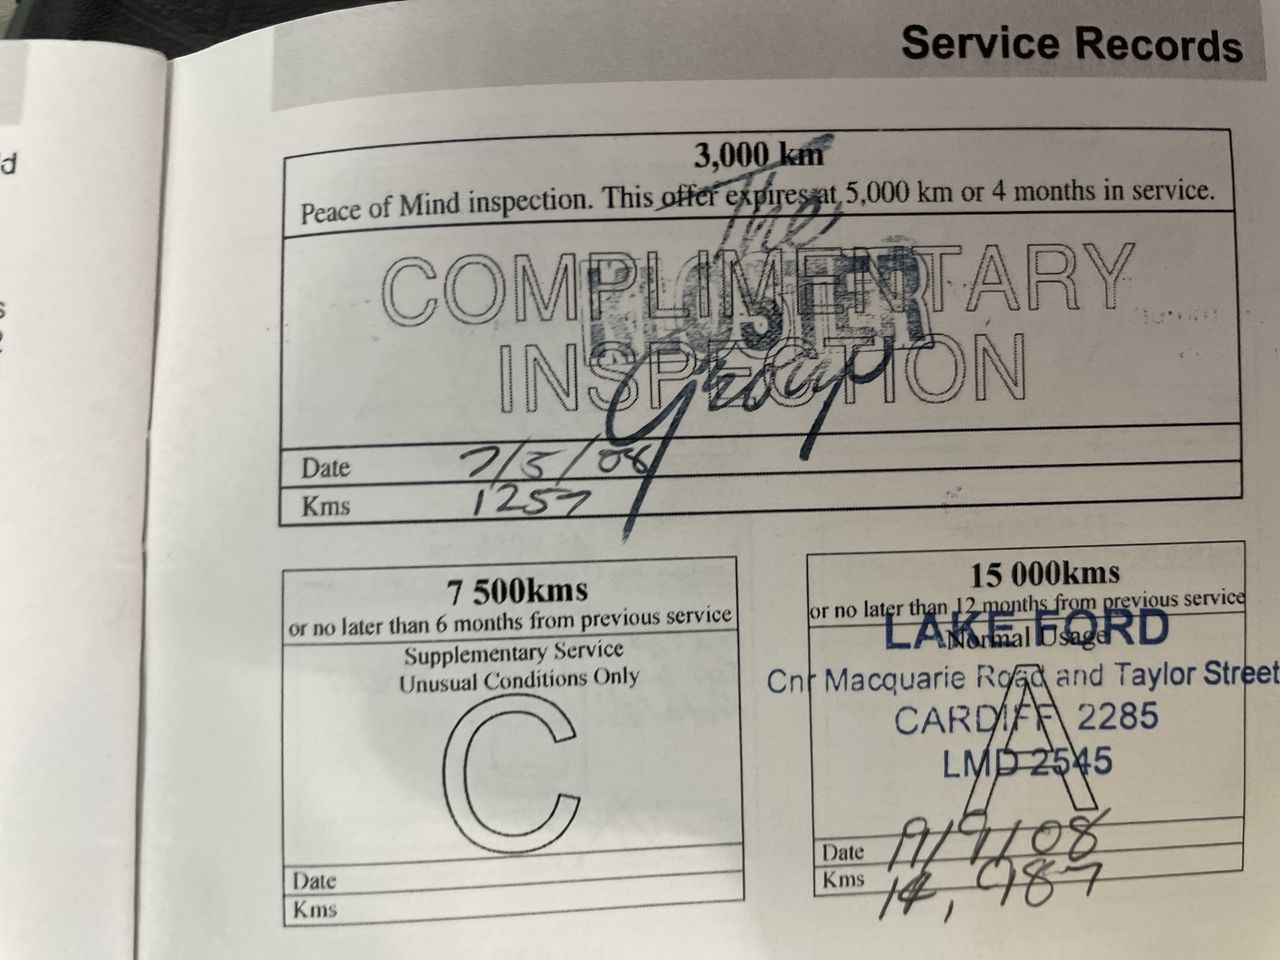 Service Records
3,000 km
Peace of Mind inspection. This offer expires at 5,000 km or 4 months in service.
The
COMPLIMENTARY
KLOSTER
INSPECTION
Group
Date 7/5/08
Kms 1257
7 500kms
or no later than 6 months from previous service
Supplementary Service
Unusual Conditions Only
C
Date
Kms
15 000kms
or no later than 12 months from previous service
LAKE FORD
Normal Usage
Cnr Macquarie Road and Taylor Street
A
CARDIFF 2285
LMD 2545
Date 19/9/08
Kms 14,987
d